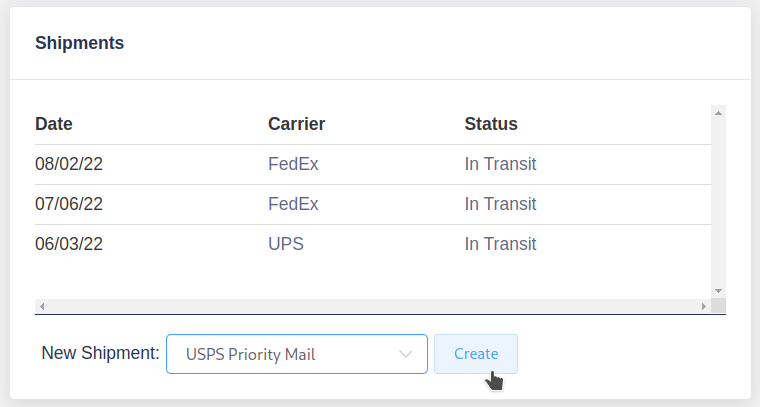 Shipments
Date Carrier Status
08/02/22 FedEx In Transit
07/06/22 FedEx In Transit
06/03/22 UPS In Transit
New Shipment: USPS Priority Mail Create